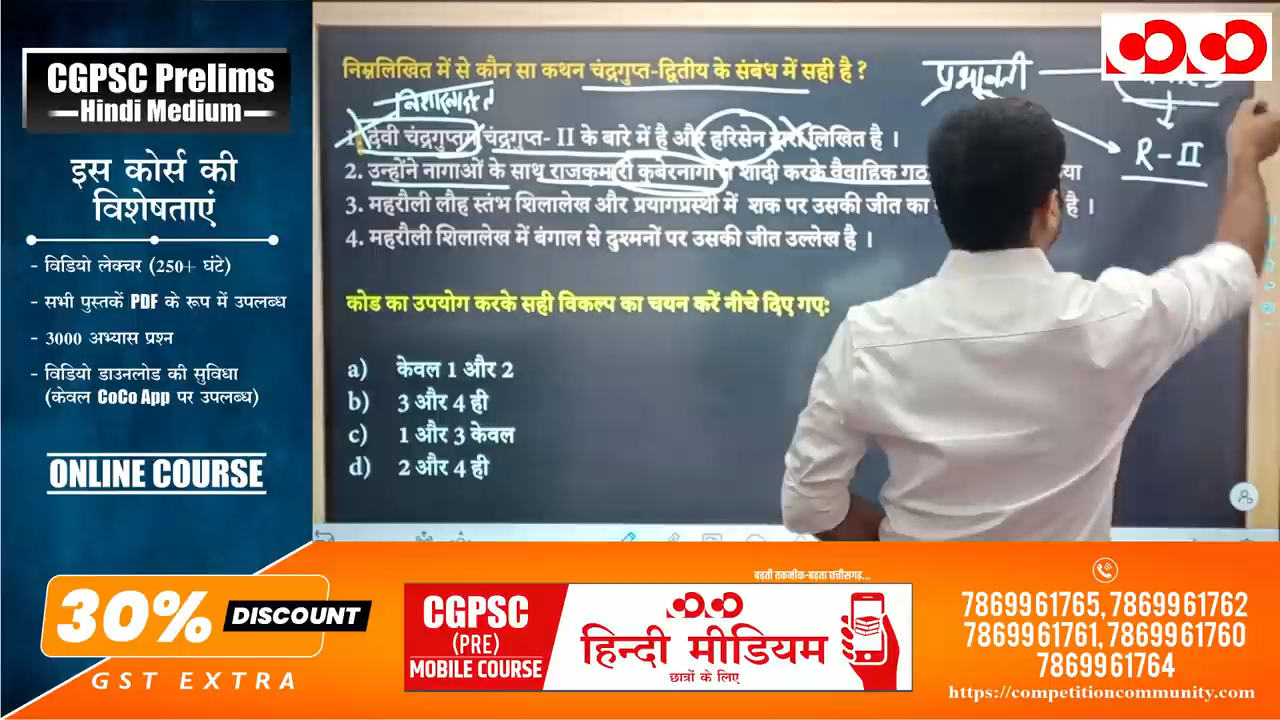 CGPSC Prelims
Hindi Medium
इस कोर्स की
विशेषताएं
- विडियो लेक्चर (250+ घंटे)
- सभी पुस्तकें PDF के रूप में उपलब्ध
- 3000 अभ्यास प्रश्न
- विडियो डाउनलोड की सुविधा
(केवल CoCo App पर उपलब्ध)
ONLINE COURSE
निम्नलिखित में से कौन सा कथन चंद्रगुप्त-द्वितीय के संबंध में सही है ?
प्रभावती
R-II
1. देवी चंद्रगुप्तम चंद्रगुप्त- II के बारे में है और हरिसेन द्वारा लिखित है ।
2. उन्होंने नागाओं के साथ राजकुमारी कुबेरनागा से शादी करके वैवाहिक
3. महरौली लौह स्तंभ शिलालेख और प्रयागप्रस्थी में शक पर उसकी जीत का है ।
4. महरौली शिलालेख में बंगाल से दुश्मनों पर उसकी जीत उल्लेख है ।
कोड का उपयोग करके सही विकल्प का चयन करें नीचे दिए गए:
a) केवल 1 और 2
b) 3 और 4 ही
c) 1 और 3 केवल
d) 2 और 4 ही
30% DISCOUNT
GST EXTRA
बढ़ती तकनीक-बढ़ता छत्तीसगढ़...
CGPSC
(PRE)
MOBILE COURSE
हिन्दी मीडियम
छात्रों के लिए
7869961765, 7869961762
7869961761, 7869961760
7869961764
https://competitioncommunity.com